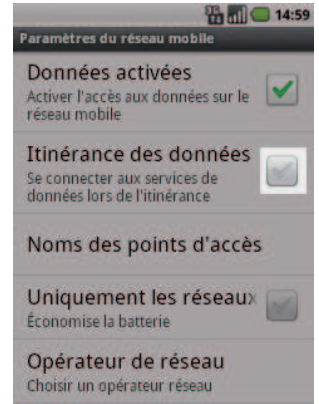 14:59
Paramètres du réseau mobile
Données activées
Activer l'accès aux données sur le
réseau mobile
Itinérance des données
Se connecter aux services de
données lors de l'itinérance
Noms des points d'accès
Uniquement les réseaux
Économise la batterie
Opérateur de réseau
Choisir un opérateur réseau